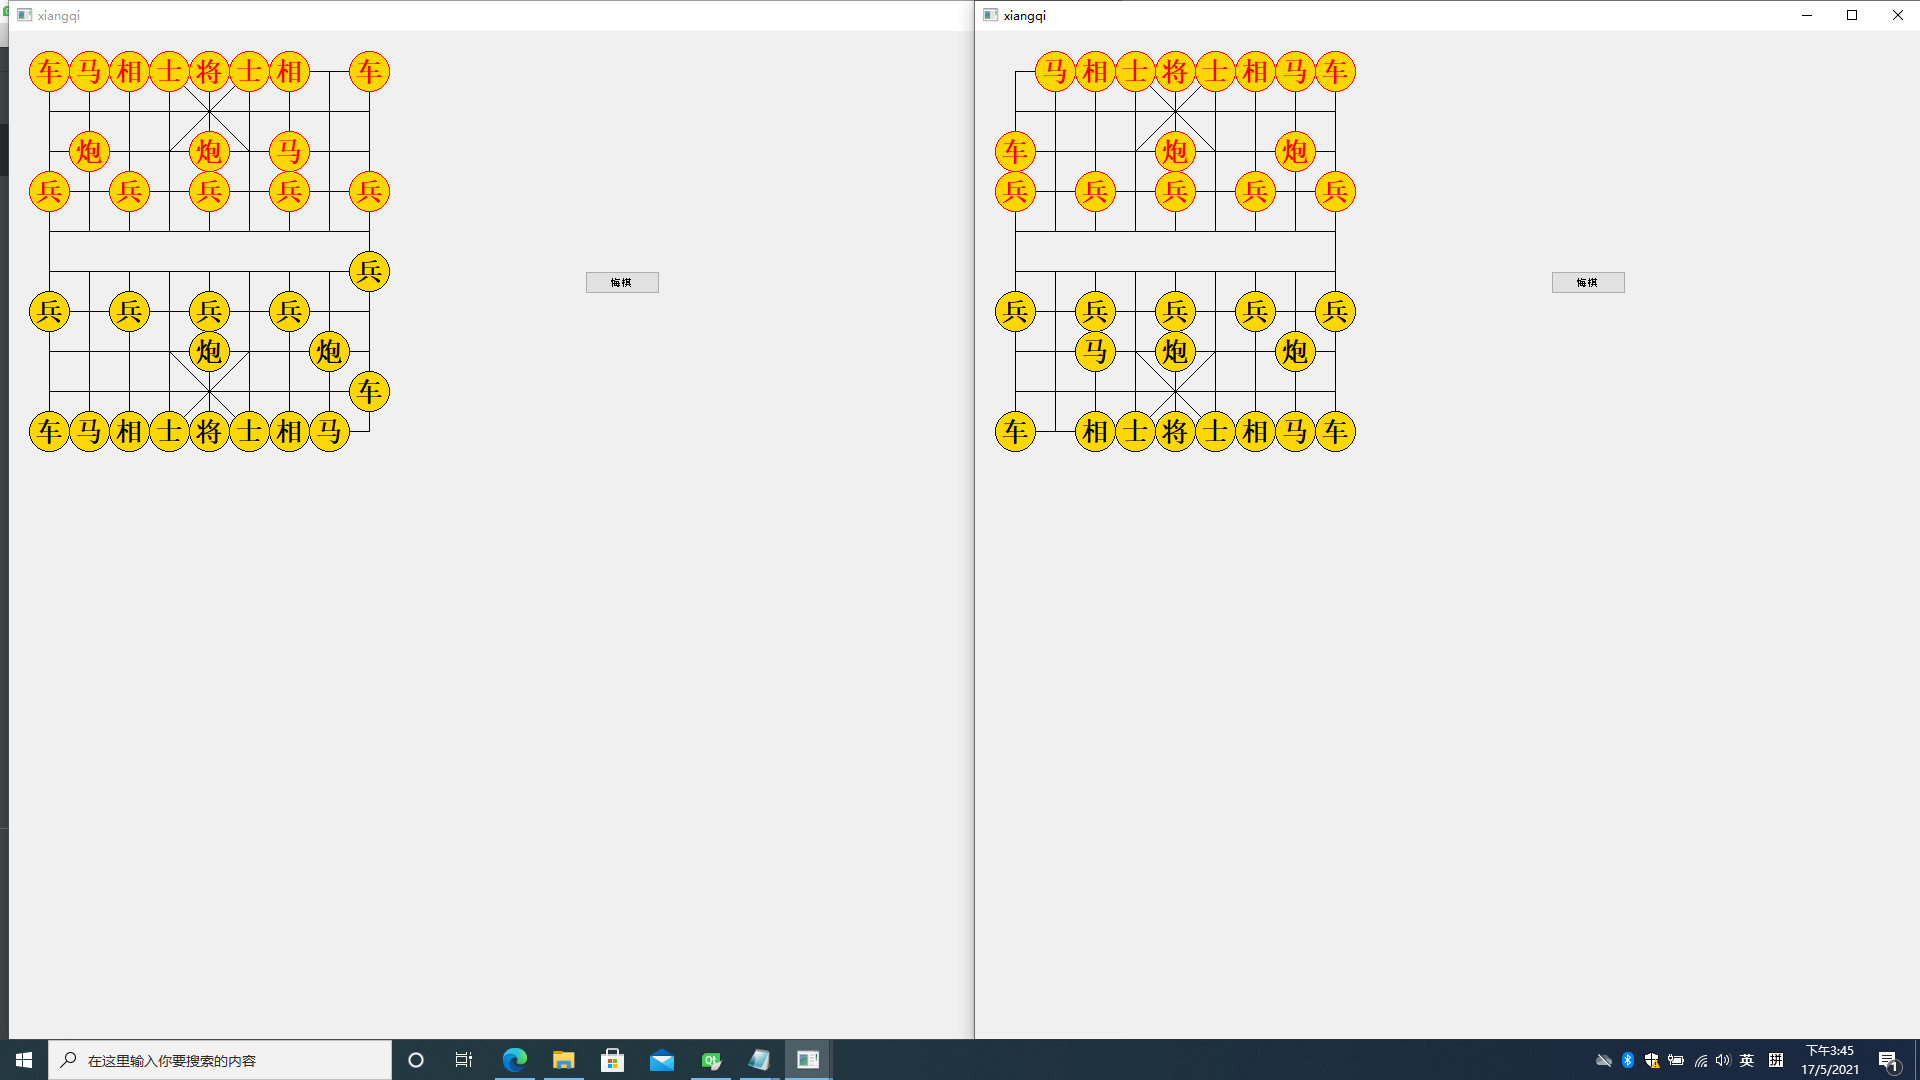 xiangqi
车马相士将士相 车
炮 炮 马
兵 兵 兵 兵 兵
兵
兵 兵 兵 兵
炮 炮
车
车马相士将士相马
悔棋
xiangqi
马相士将士相马车
车 炮 炮
兵 兵 兵 兵 兵
兵 兵 兵 兵 兵
马 炮 炮
车 相士将士相马车
悔棋
在这里输入你要搜索的内容
Qt
英
拼
下午3:45
17/5/2021
1